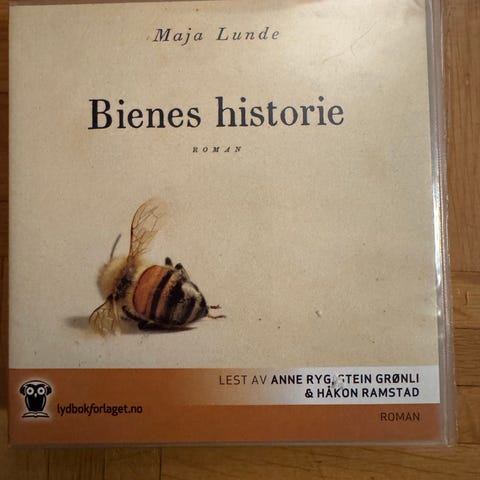 Maja Lunde
Bienes historie
ROMAN
LEST AV ANNE RYG, STEIN GRØNLI
& HÅKON RAMSTAD
lydbokforlaget.no
ROMAN